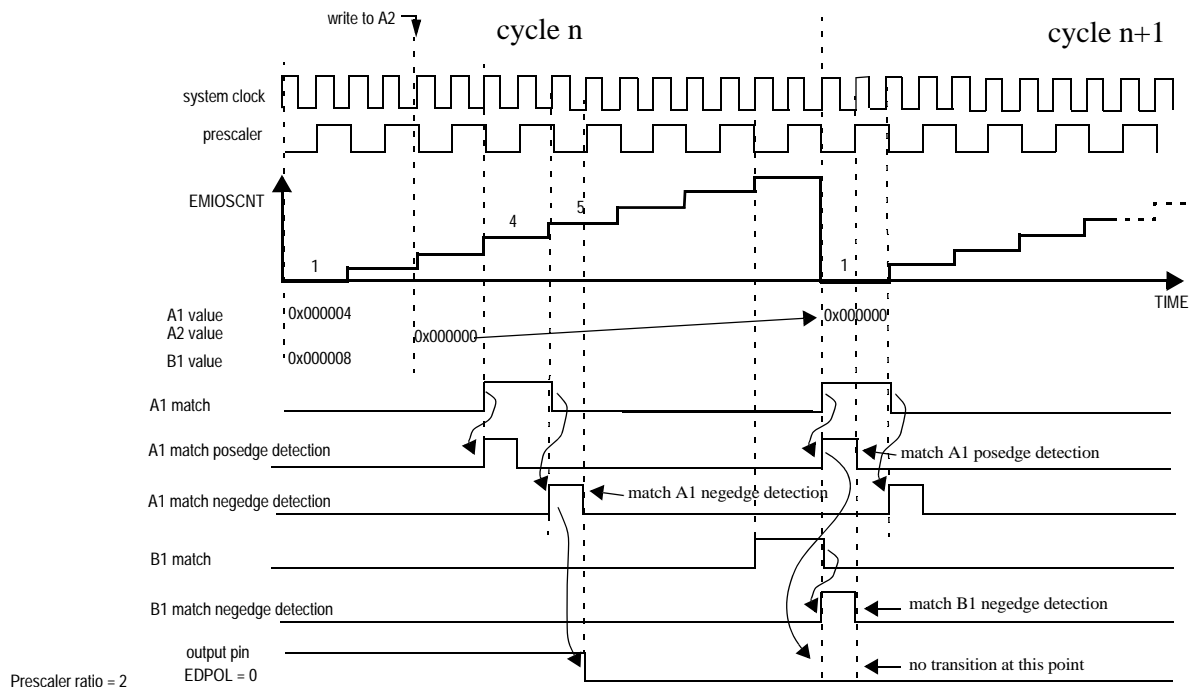 write to A2
cycle n
cycle n+1
system clock
prescaler
EMIOSCNT
1
4
5
1
TIME
A1 value
0x000004
0x000000
A2 value
0x000000
B1 value
0x000008
A1 match
A1 match posedge detection
match A1 posedge detection
A1 match negedge detection
match A1 negedge detection
B1 match
B1 match negedge detection
match B1 negedge detection
output pin
EDPOL = 0
no transition at this point
Prescaler ratio = 2